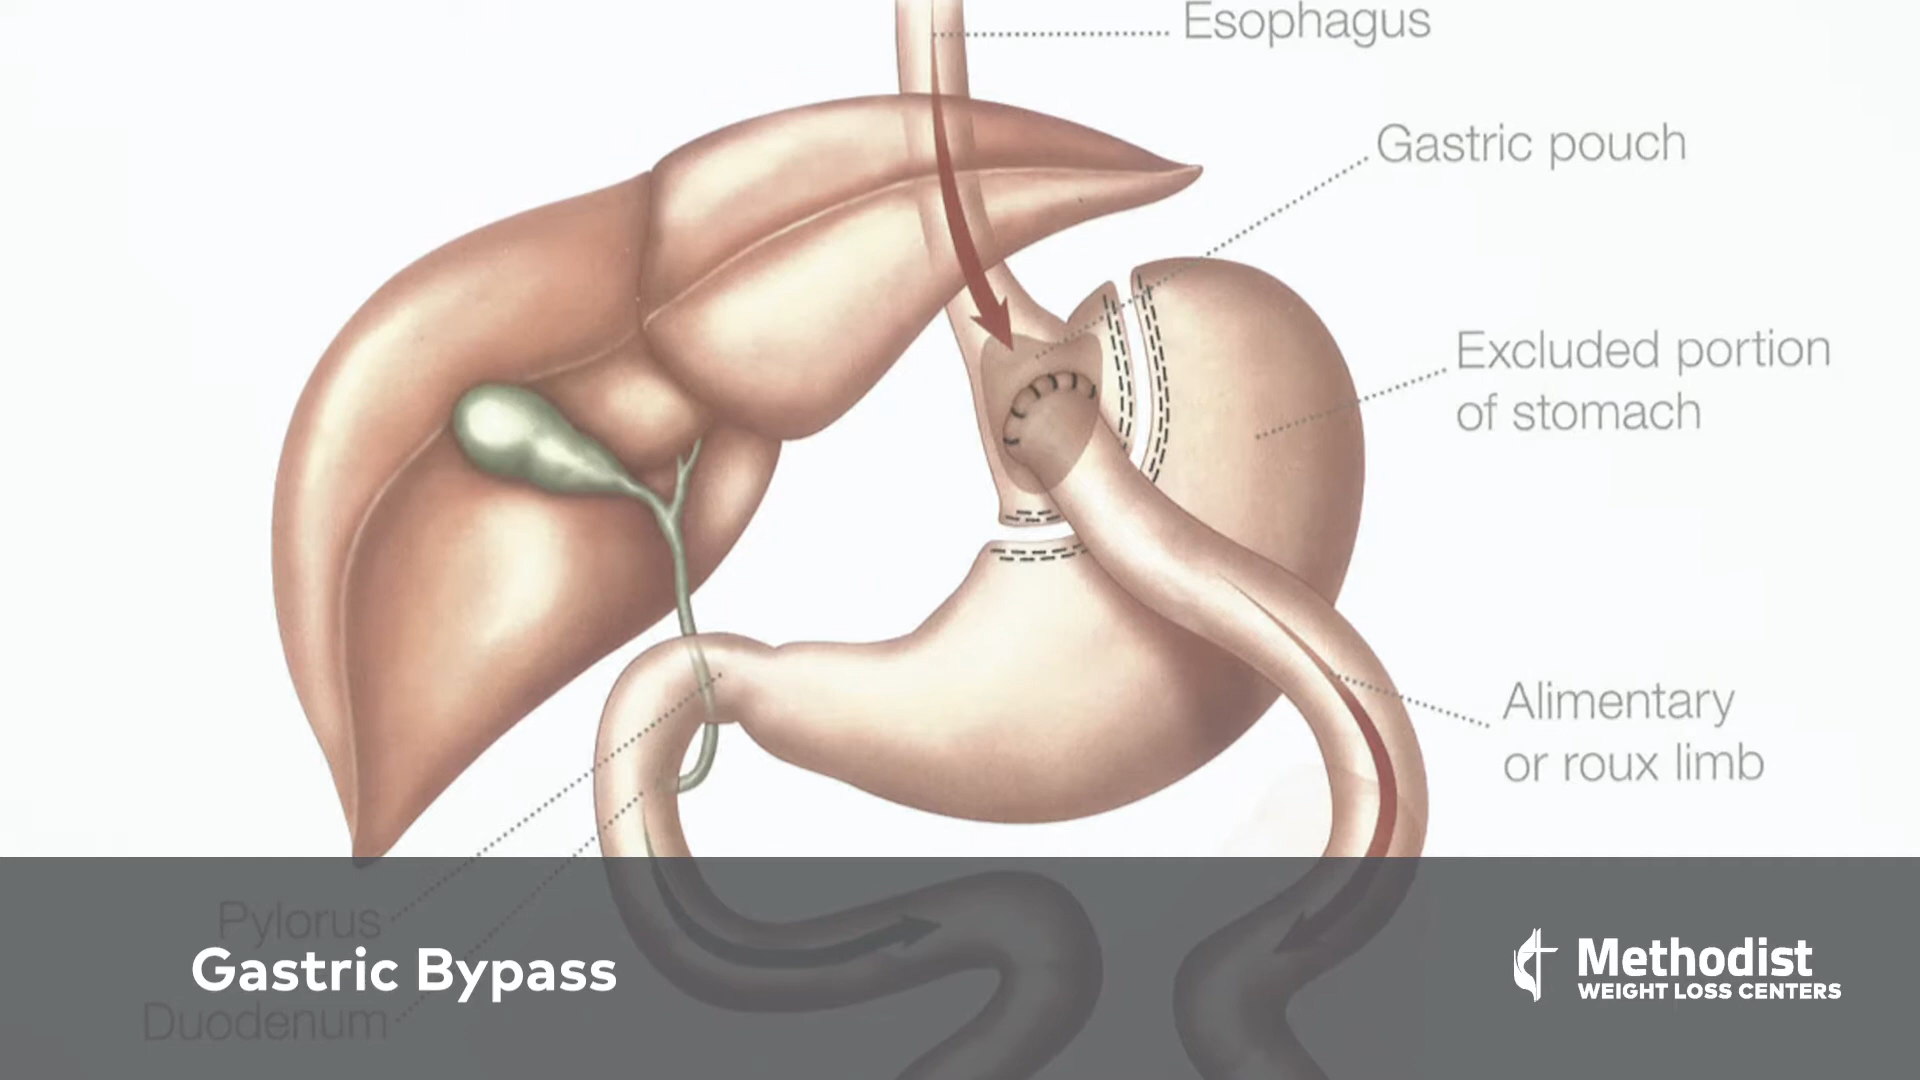 Esophagus
Gastric pouch
Excluded portion
of stomach
Alimentary
or roux limb
Pylorus
Duodenum
Gastric Bypass
Methodist
WEIGHT LOSS CENTERS